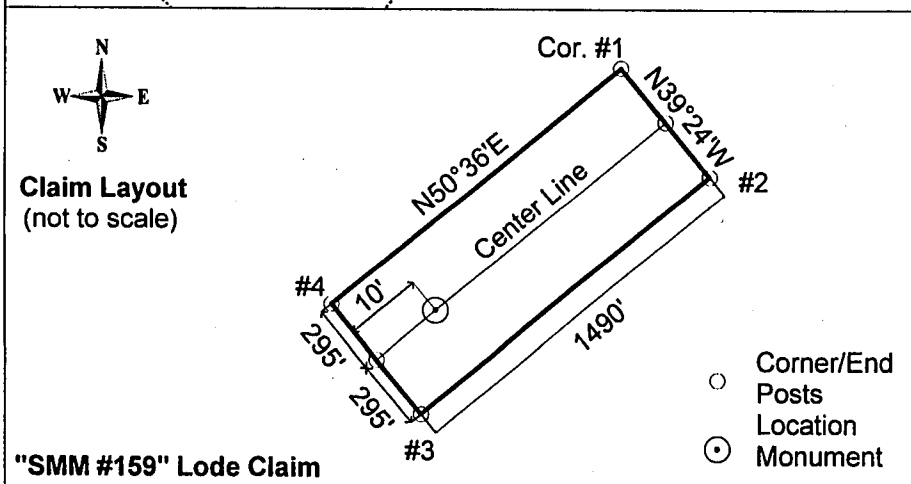 N
W E
S
Claim Layout
(not to scale)
Cor. #1
N39°24'W
#2
N50°36'E
Center Line
#4
10'
295'
295'
1490'
#3
Corner/End
Posts
Location
Monument
"SMM #159" Lode Claim